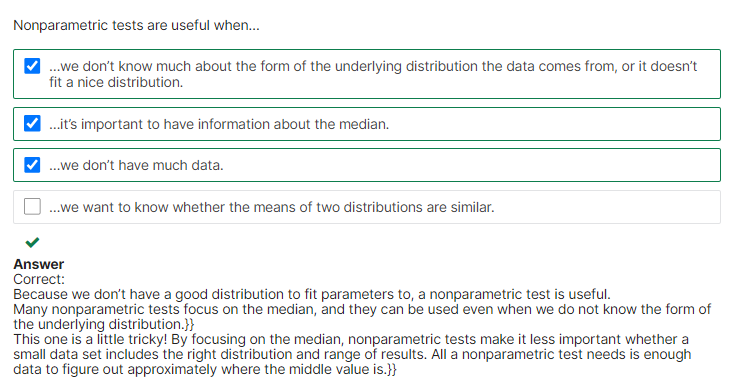 Nonparametric tests are useful when...
...we don't know much about the form of the underlying distribution the data comes from, or it doesn't
fit a nice distribution.
...it's important to have information about the median.
...we don't have much data.
...we want to know whether the means of two distributions are similar.
Answer
Correct:
Because we don't have a good distribution to fit parameters to, a nonparametric test is useful.
Many nonparametric tests focus on the median, and they can be used even when we do not know the form of
the underlying distribution.}}
This one is a little tricky! By focusing on the median, nonparametric tests make it less important whether a
small data set includes the right distribution and range of results. All a nonparametric test needs is enough
data to figure out approximately where the middle value is.}}